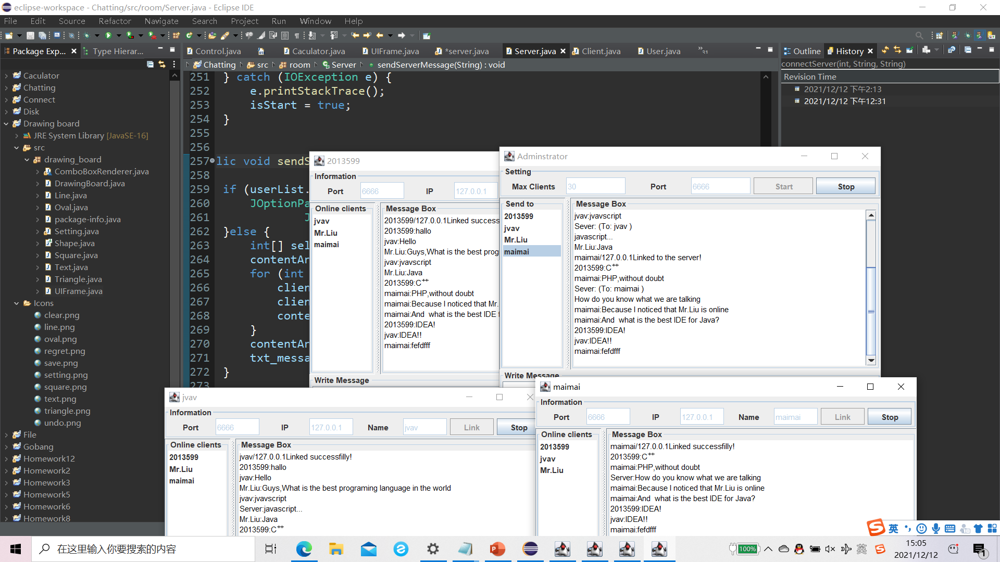 eclipse-workspace - Chatting/src/room/Server.java - Eclipse IDE
File Edit Source Refactor Navigate Search Project Run Window Help
Package Exp... Type Hierar...
Control.java Caculator.java UIFrame.java *server.java Server.java Client.java User.java »31
Outline History
Chatting src room Server sendServerMessage(String) : void
connectServer(int, String, String)
Revision Time
2021/12/12 下午2:13
2021/12/12 下午12:31
Caculator
Chatting
Connect
Disk
Drawing board
JRE System Library [JavaSE-16]
src
drawing_board
ComboBoxRenderer.java
DrawingBoard.java
Line.java
Oval.java
package-info.java
Setting.java
Shape.java
Square.java
Text.java
Triangle.java
UIFrame.java
Icons
clear.png
line.png
oval.png
regret.png
save.png
setting.png
square.png
text.png
triangle.png
undo.png
File
Gobang
Homework12
Homework2
Homework3
Homework5
Homework6
Homework8
251 } catch (IOException e) {
252 e.printStackTrace();
253 isStart = true;
254 }
255
256
257 lic void sendS
258
259 if (userList.
260 JOptionPa
261 J
262 }else {
263 int[] sel
264 contentAr
265 for (int
266 clien
267 clien
268 conte
269 }
270 contentAr
271 txt_messa
272 }
273
2013599
Information
Port 6666 IP 127.0.0.1
Online clients
jvav
Mr.Liu
maimai
Message Box
2013599/127.0.0.1Linked success
2013599:hallo
jvav:Hello
Mr.Liu:Guys,What is the best prog
jvav:jvavscript
Mr.Liu:Java
2013599:C++
maimai:PHP,without doubt
maimai:Because I noticed that Mr.
maimai:And  what is the best IDE f
2013599:IDEA!
jvav:IDEA!!
maimai:fefdfff
Write Message
Adminstrator
Setting
Max Clients 30 Port 6666 Start Stop
Send to
2013599
jvav
Mr.Liu
maimai
Message Box
jvav:jvavscript
Sever: (To: jvav )
javascript...
Mr.Liu:Java
maimai/127.0.0.1Linked to the server!
2013599:C++
maimai:PHP,without doubt
Sever: (To: maimai )
How do you know what we are talking
maimai:Because I noticed that Mr.Liu is online
maimai:And  what is the best IDE for Java?
2013599:IDEA!
jvav:IDEA!!
maimai:fefdfff
Write Message
jvav
Information
Port 6666 IP 127.0.0.1 Name jvav Link Stop
Online clients
2013599
Mr.Liu
maimai
Message Box
jvav/127.0.0.1Linked successfilly!
2013599:hallo
jvav:Hello
Mr.Liu:Guys,What is the best programing language in the world
jvav:jvavscript
Server:javascript...
Mr.Liu:Java
2013599:C++
maimai
Information
Port 6666 IP 127.0.0.1 Name maimai Link Stop
Online clients
2013599
jvav
Mr.Liu
Message Box
maimai/127.0.0.1Linked successfilly!
2013599:C++
maimai:PHP,without doubt
Server:How do you know what we are talking
maimai:Because I noticed that Mr.Liu is online
maimai:And  what is the best IDE for Java?
2013599:IDEA!
jvav:IDEA!!
maimai:fefdfff
英
在这里输入你要搜索的内容
100% 英 15:05
2021/12/12
1